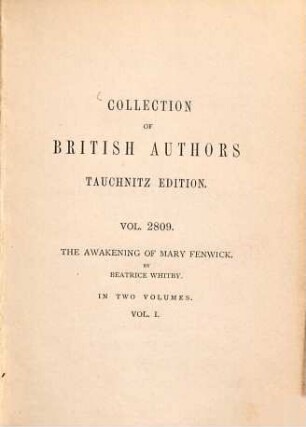 COLLECTION
OF
BRITISH AUTHORS
TAUCHNITZ EDITION.
VOL. 2809.
THE AWAKENING OF MARY FENWICK.
BY
BEATRICE WHITBY.
IN TWO VOLUMES.
VOL. I.